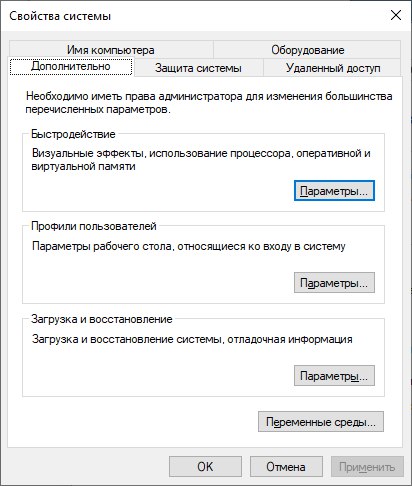 Свойства системы
Имя компьютера
Оборудование
Дополнительно
Защита системы
Удаленный доступ
Необходимо иметь права администратора для изменения большинства
перечисленных параметров.
Быстродействие
Визуальные эффекты, использование процессора, оперативной и
виртуальной памяти
Параметры...
Профили пользователей
Параметры рабочего стола, относящиеся ко входу в систему
Параметры...
Загрузка и восстановление
Загрузка и восстановление системы, отладочная информация
Параметры...
Переменные среды...
OK
Отмена
Применить